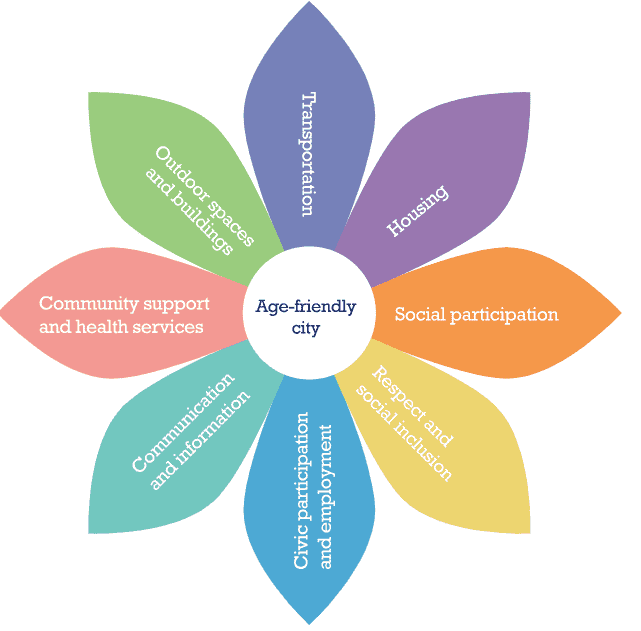 Transportation
Housing
Social participation
Respect and
social inclusion
Civic participation
and employment
Communication
and information
Community support
and health services
Outdoor spaces
and buildings
Age-friendly
city